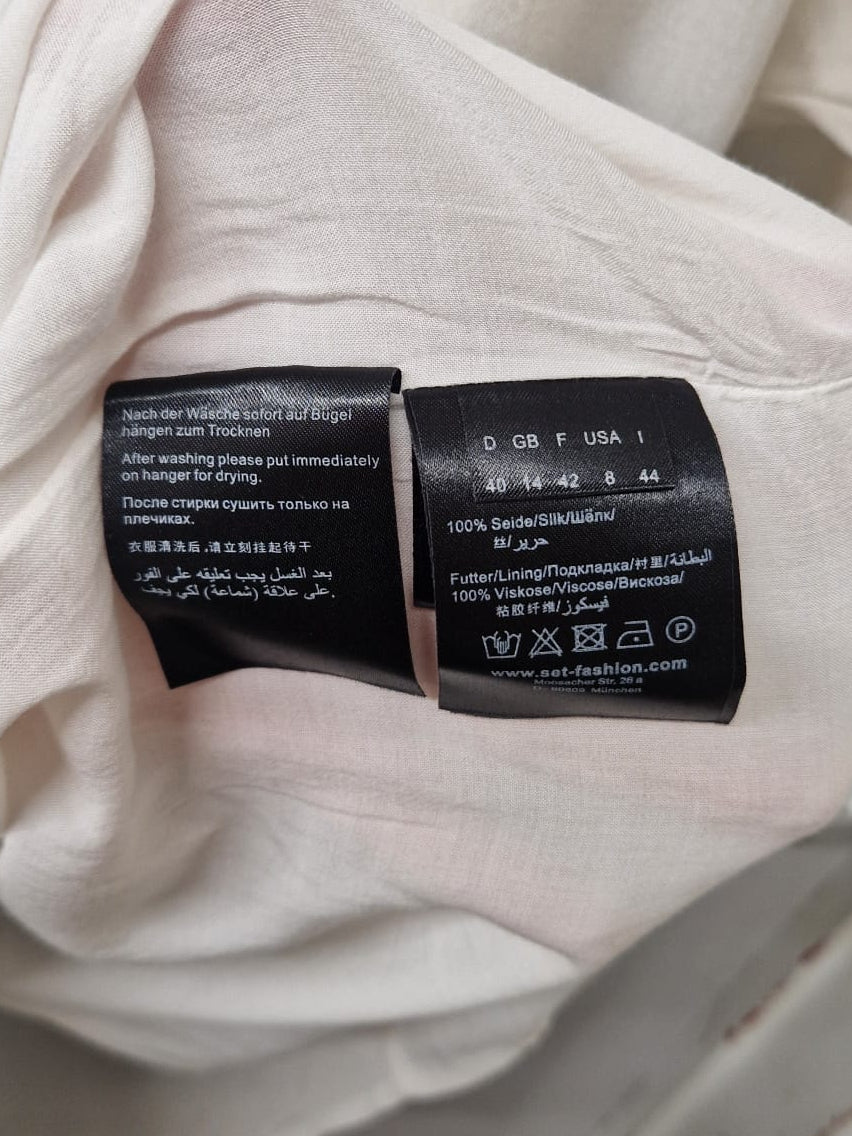 Nach der Wäsche sofort auf Bügel
hängen zum Trocknen
After washing please put immediately
on hanger for drying.
После стирки сушить только на
плечиках.
衣服清洗后,请立刻挂起待干
بعد الغسل يجب تعليقه على الفور
على علاقة (شماعة) لكي يجف.
D GB F USA I
40 14 42 8 44
100% Seide/Silk/Шёлк/
丝/حرير
Futter/Lining/Подкладка/衬里/البطانة/
100% Viskose/Viscose/Вискоза/
粘胶纤维/فيسكوز
P
www.set-fashion.com
Moosacher Str. 26 a
D- 80809 München